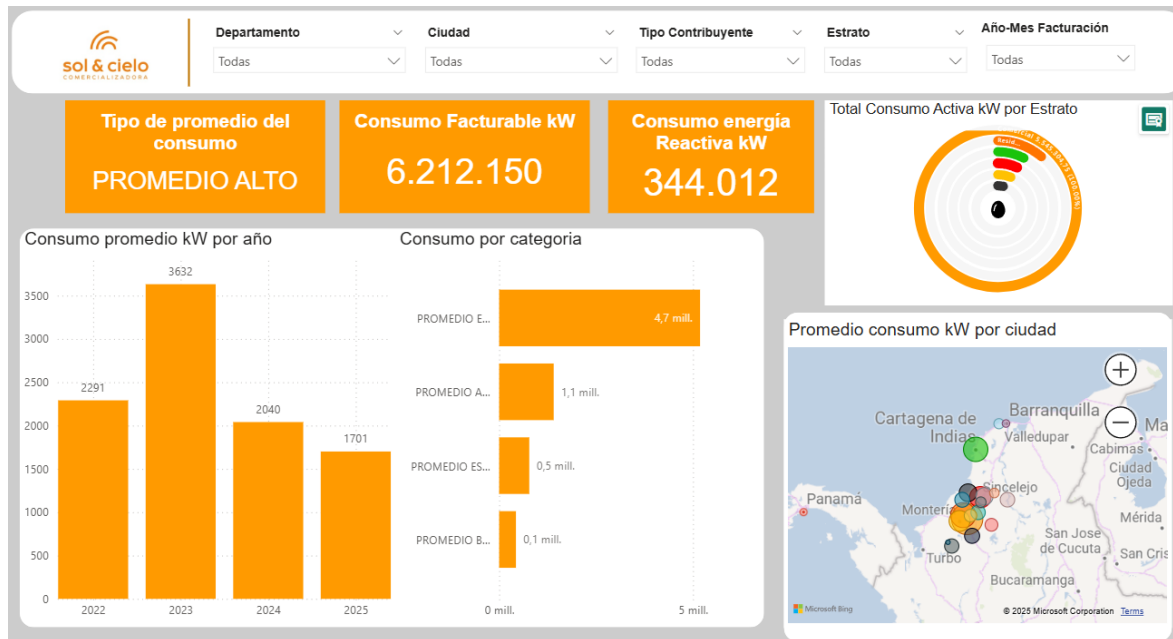 sol & cielo
COMERCIALIZADORA
Departamento
Todas
Ciudad
Todas
Tipo Contribuyente
Todas
Estrato
Todas
Año-Mes Facturación
Todas
Tipo de promedio del
consumo
PROMEDIO ALTO
Consumo Facturable kW
6.212.150
Consumo energía
Reactiva kW
344.012
Total Consumo Activa kW por Estrato
Resid...
(100.00%)
Consumo promedio kW por año
3500
3000
2500
2000
1500
1000
500
0
2291
3632
2040
1701
2022
2023
2024
2025
Consumo por categoria
PROMEDIO E...
4,7 mill.
PROMEDIO A...
1,1 mill.
PROMEDIO ES...
0,5 mill.
PROMEDIO B...
0,1 mill.
0 mill.
5 mill.
Promedio consumo kW por ciudad
Cartagena de
Indias
Barranquilla
Valledupar
Ma
Cabimas
Ciudad
Ojeda
Sincelejo
Panamá
Montería
Mérida
San Jose
de Cucuta
San Cris
Turbo
Bucaramanga
Microsoft Bing
© 2025 Microsoft Corporation
Terms